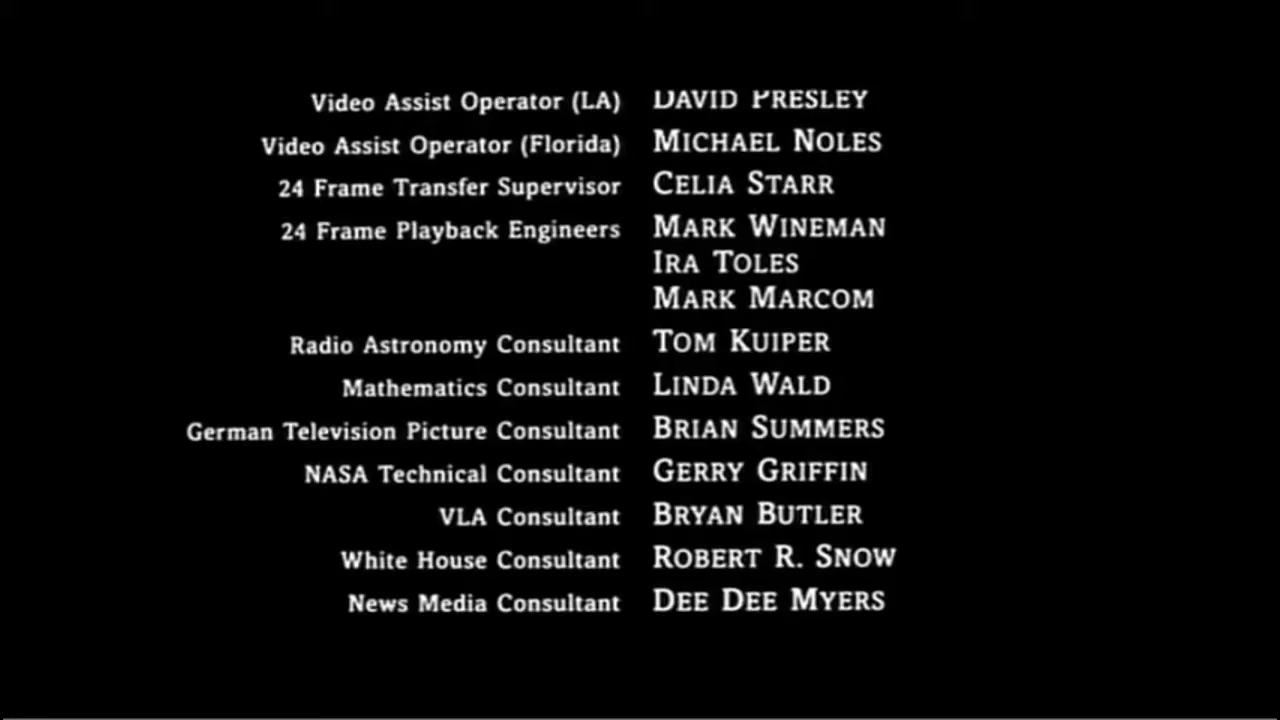 Video Assist Operator (LA) DAVID PRESLEY
Video Assist Operator (Florida) MICHAEL NOLES
24 Frame Transfer Supervisor CELIA STARR
24 Frame Playback Engineers MARK WINEMAN
IRA TOLES
MARK MARCOM
Radio Astronomy Consultant TOM KUIPER
Mathematics Consultant LINDA WALD
German Television Picture Consultant BRIAN SUMMERS
NASA Technical Consultant GERRY GRIFFIN
VLA Consultant BRYAN BUTLER
White House Consultant ROBERT R. SNOW
News Media Consultant DEE DEE MYERS